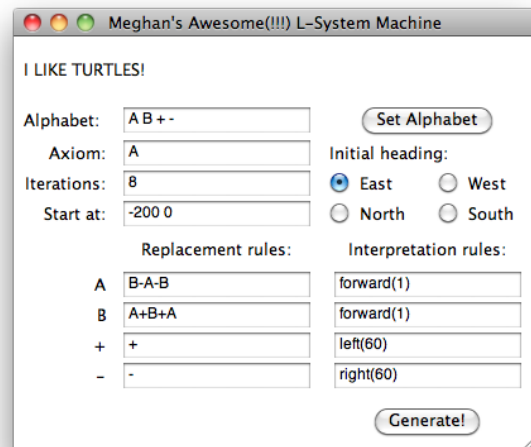 Meghan's Awesome(!!!) L-System Machine
I LIKE TURTLES!
Alphabet: A B + - Set Alphabet
Axiom: A Initial heading:
Iterations: 8 East West
Start at: -200 0 North South
Replacement rules: Interpretation rules:
A B-A-B forward(1)
B A+B+A forward(1)
+ + left(60)
- - right(60)
Generate!